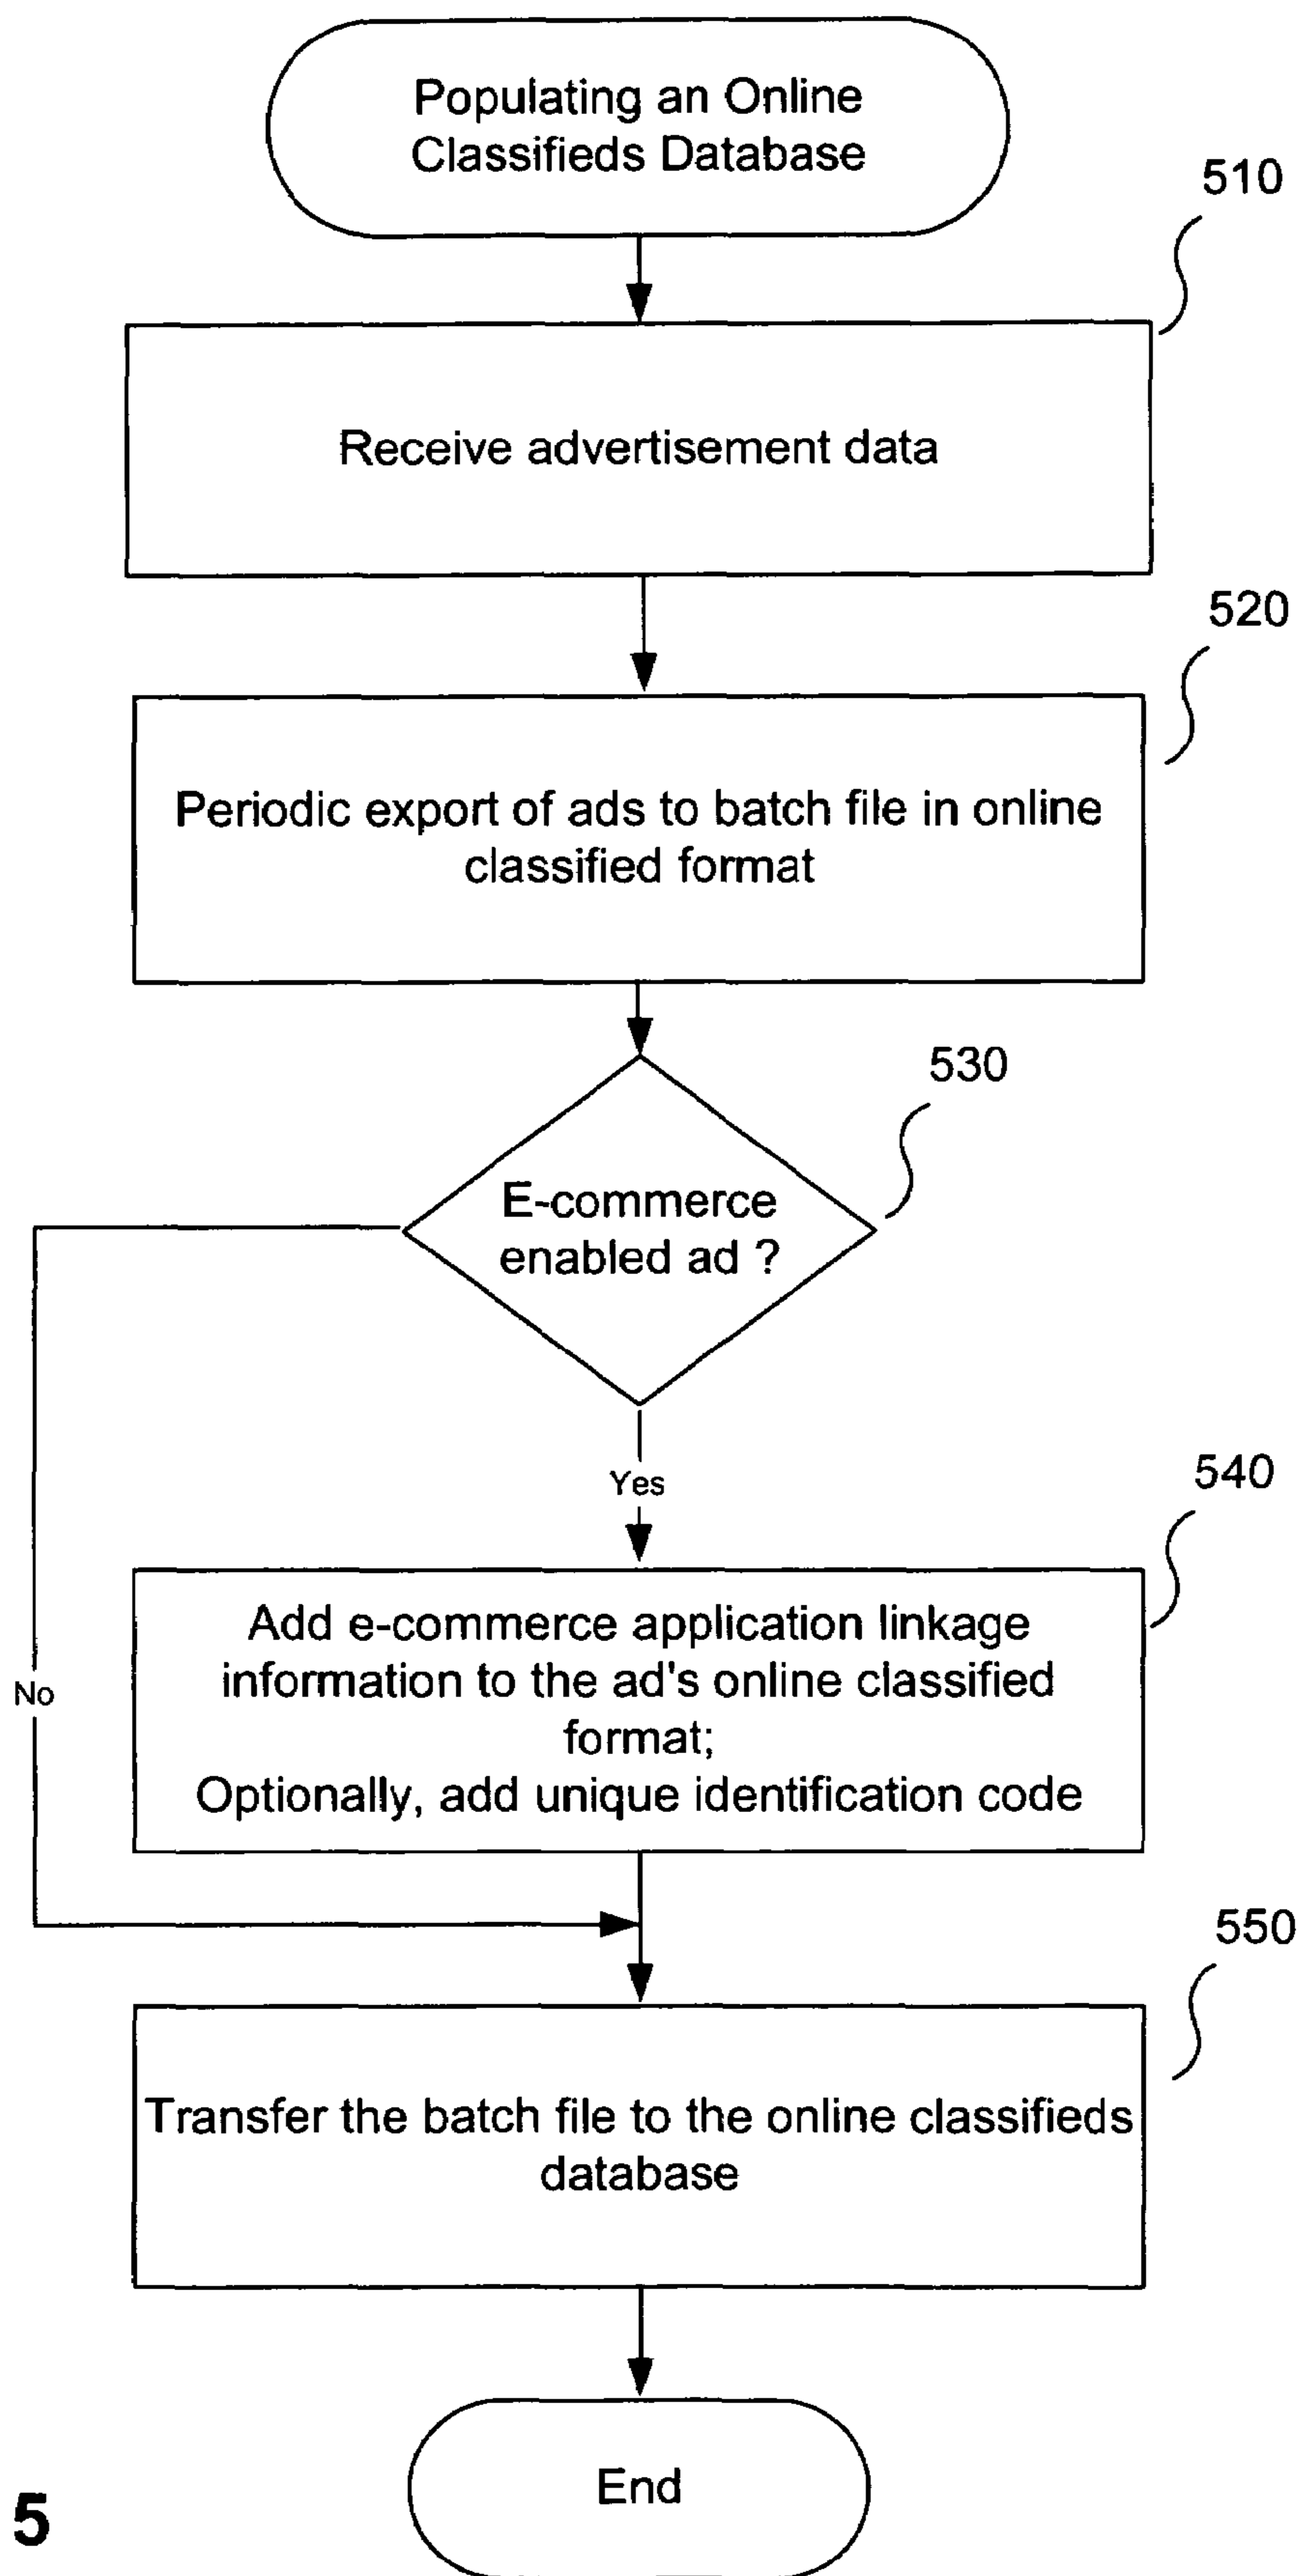 Populating an Online
Classifieds Database
510
Receive advertisement data
520
Periodic export of ads to batch file in online
classified format
530
E-commerce
enabled ad ?
Yes
540
Add e-commerce application linkage
information to the ad's online classified
format;
Optionally, add unique identification code
No
550
Transfer the batch file to the online classifieds
database
End
5